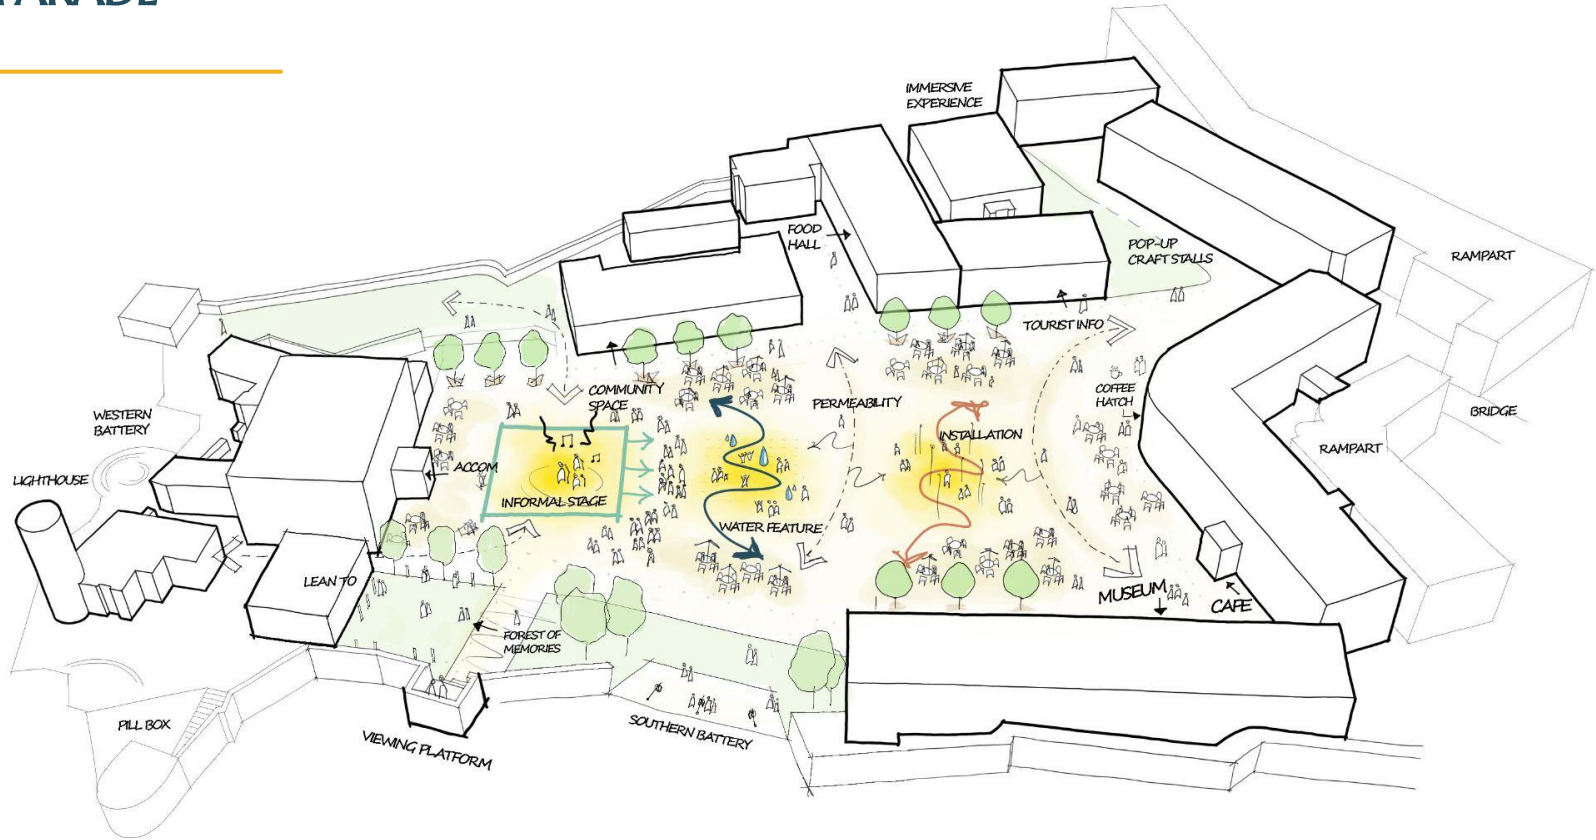 PARADE
IMMERSIVE
EXPERIENCE
FOOD
HALL
POP-UP
CRAFT STALLS
RAMPART
TOURIST INFO
COMMUNITY
SPACE
PERMEABILITY
COFFEE
HATCH
BRIDGE
WESTERN
BATTERY
INSTALLATION
RAMPART
LIGHTHOUSE
ACCOM
INFORMAL STAGE
WATER FEATURE
LEAN TO
MUSEUM
CAFE
FOREST OF
MEMORIES
PILL BOX
VIEWING PLATFORM
SOUTHERN BATTERY